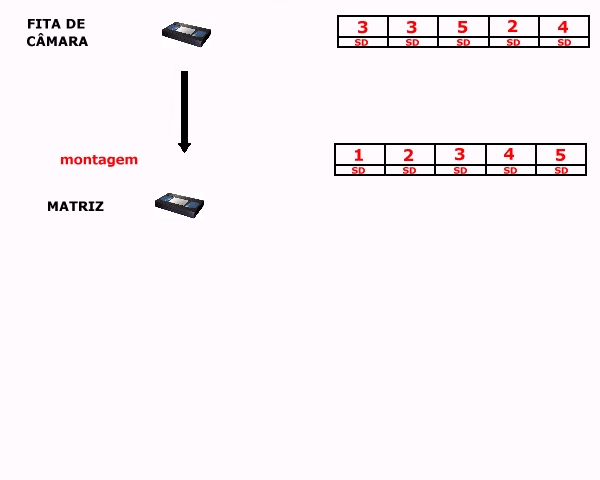 FITA DE
CÂMARA
3 3 5 2 4
SD SD SD SD SD
montagem
1 2 3 4 5
SD SD SD SD SD
MATRIZ